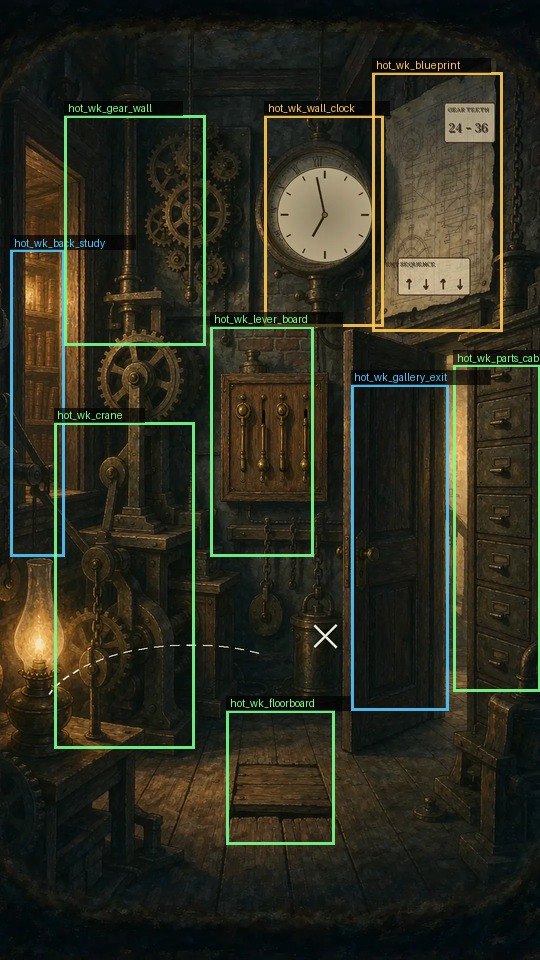 hot_wk_blueprint
hot_wk_gear_wall
hot_wk_wall_clock
GEAR TEETH
24 - 36
hot_wk_back_study
SEQUENCE
↑ ↓ ↑ ↓
hot_wk_lever_board
hot_wk_parts_cab
hot_wk_gallery_exit
hot_wk_crane
hot_wk_floorboard